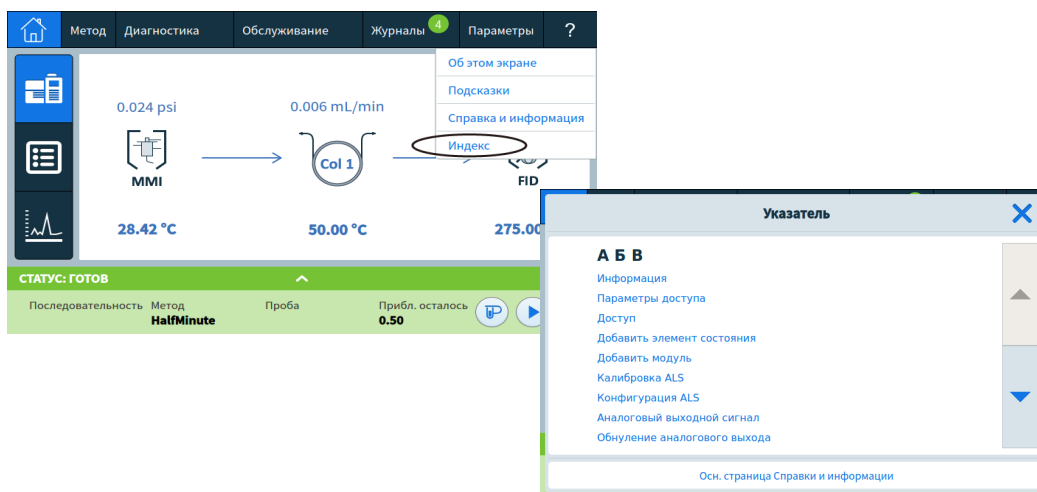 Метод Диагностика Обслуживание Журналы 4 Параметры ?
Об этом экране
Подсказки
Справка и информация
Индекс
0.024 psi 0.006 mL/min
Col 1
MMI FID
28.42 °C 50.00 °C 275.00
СТАТУС: ГОТОВ
Последовательность Метод Проба Прибл. осталось
HalfMinute 0.50
Указатель
А Б В
Информация
Параметры доступа
Доступ
Добавить элемент состояния
Добавить модуль
Калибровка ALS
Конфигурация ALS
Аналоговый выходной сигнал
Обнуление аналогового выхода
Осн. страница Справки и информации